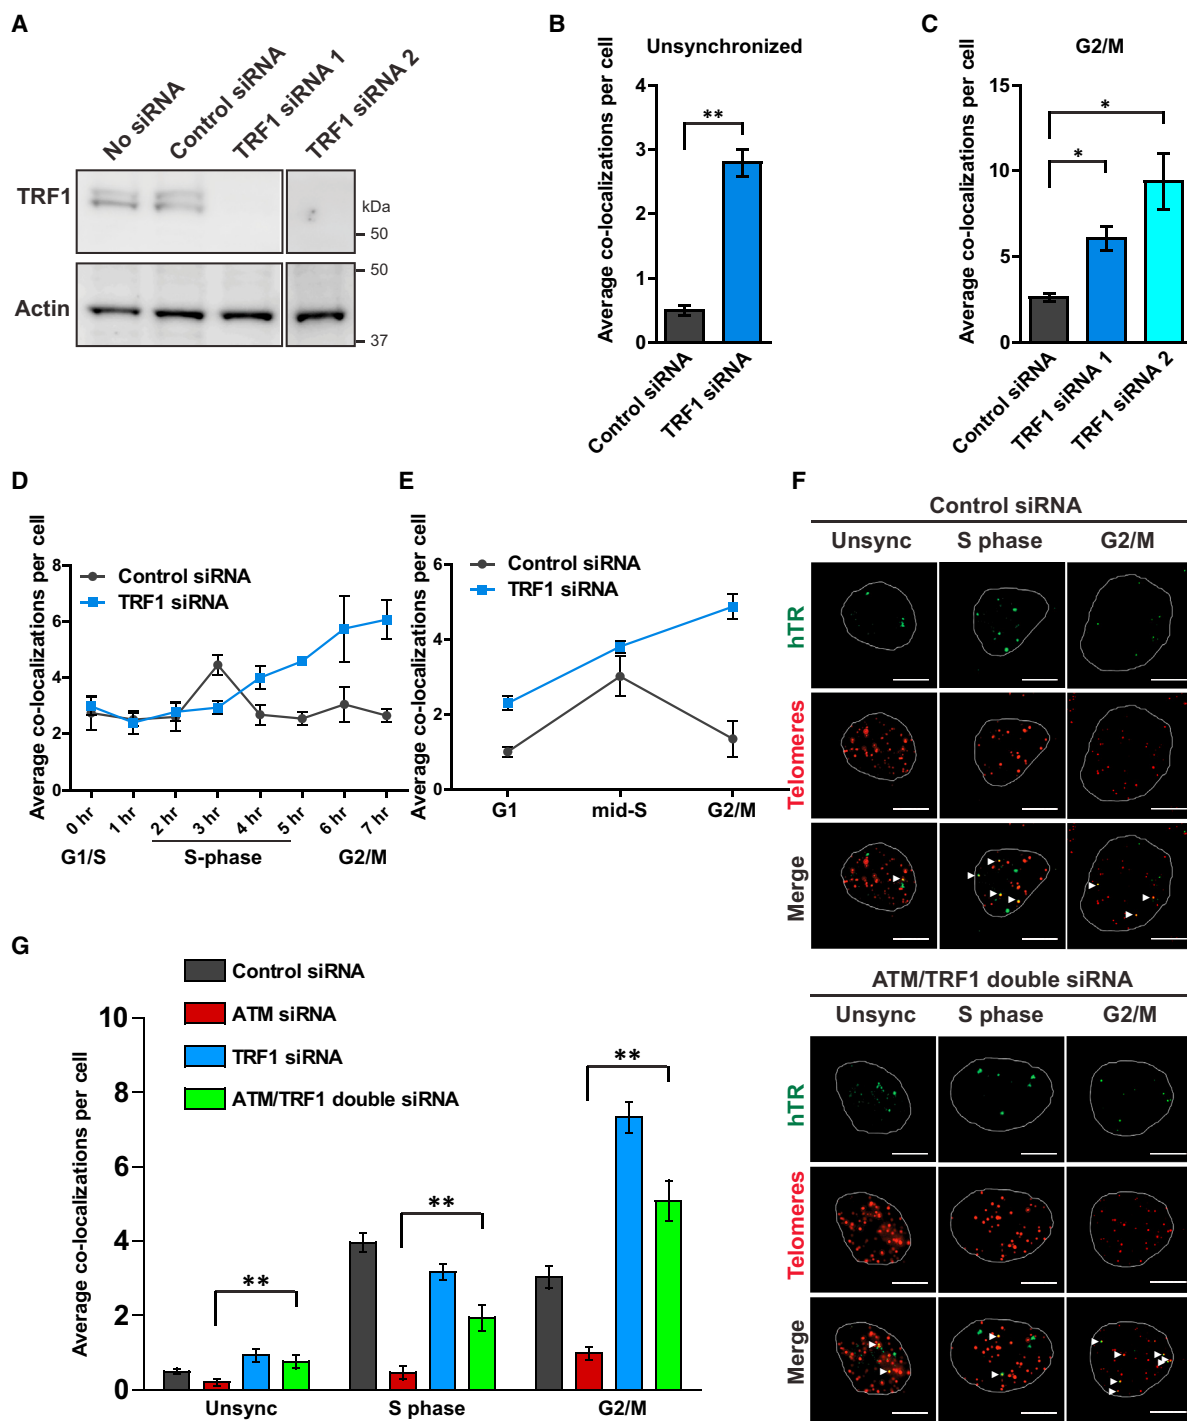 A
No siRNA
Control siRNA
TRF1 siRNA 1
TRF1 siRNA 2
TRF1
kDa
50
50
Actin
37
B
Unsynchronized
Average co-localizations per cell
4
3
2
1
0
**
Control siRNA
TRF1 siRNA
C
G2/M
Average co-localizations per cell
15
10
5
0
*
*
Control siRNA
TRF1 siRNA 1
TRF1 siRNA 2
D
Average co-localizations per cell
8
6
4
2
0
Control siRNA
TRF1 siRNA
0 hr
1 hr
2 hr
3 hr
4 hr
5 hr
6 hr
7 hr
G1/S
S-phase
G2/M
E
Average co-localizations per cell
6
4
2
0
Control siRNA
TRF1 siRNA
G1
mid-S
G2/M
F
Control siRNA
Unsync
S phase
G2/M
hTR
Telomeres
Merge
ATM/TRF1 double siRNA
Unsync
S phase
G2/M
hTR
Telomeres
Merge
G
Control siRNA
ATM siRNA
TRF1 siRNA
ATM/TRF1 double siRNA
Average co-localizations per cell
10
8
6
4
2
0
**
**
**
Unsync
S phase
G2/M